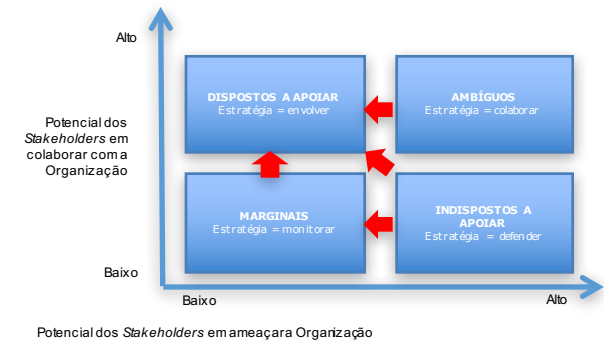 Alto
DISPOSTOS A APOIAR
Estratégia = envolver
AMBÍGUOS
Estratégia = colaborar
Potencial dos
Stakeholders em
colaborar com a
Organização
MARGINAIS
Estratégia = monitorar
INDISPOSTOS A
APOIAR
Estratégia = defender
Baixo
Baixo
Alto
Potencial dos Stakeholders em ameaçar a Organização